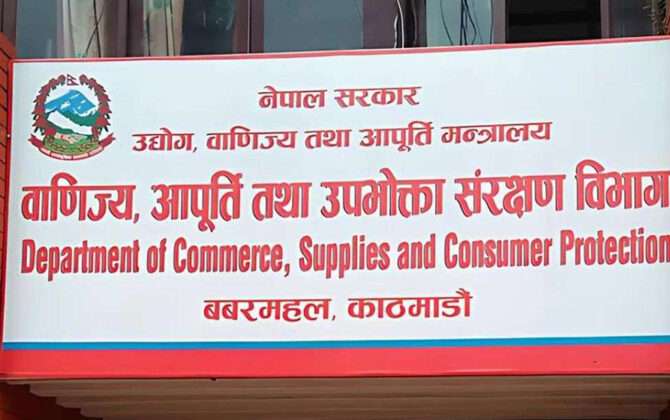 नेपाल सरकार
उद्योग, वाणिज्य तथा आपूर्ति मन्त्रालय
वाणिज्य, आपूर्ति तथा उपभोक्ता संरक्षण विभाग
Department of Commerce, Supplies and Consumer Protection
बबरमहल, काठमाडौं